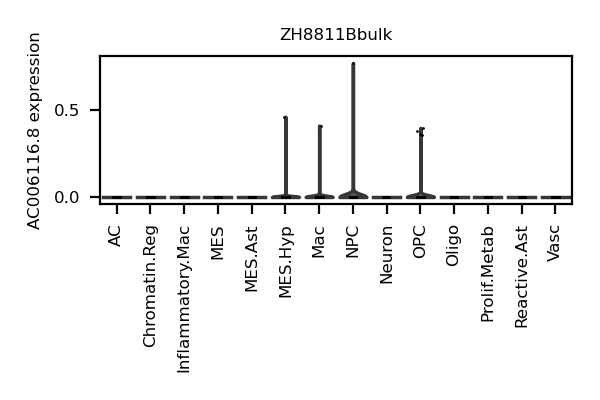 ZH8811Bbulk
AC006116.8 expression
0.5
0.0
AC
Chromatin.Reg
Inflammatory.Mac
MES
MES.Ast
MES.Hyp
Mac
NPC
Neuron
OPC
Oligo
Prolif.Metab
Reactive.Ast
Vasc